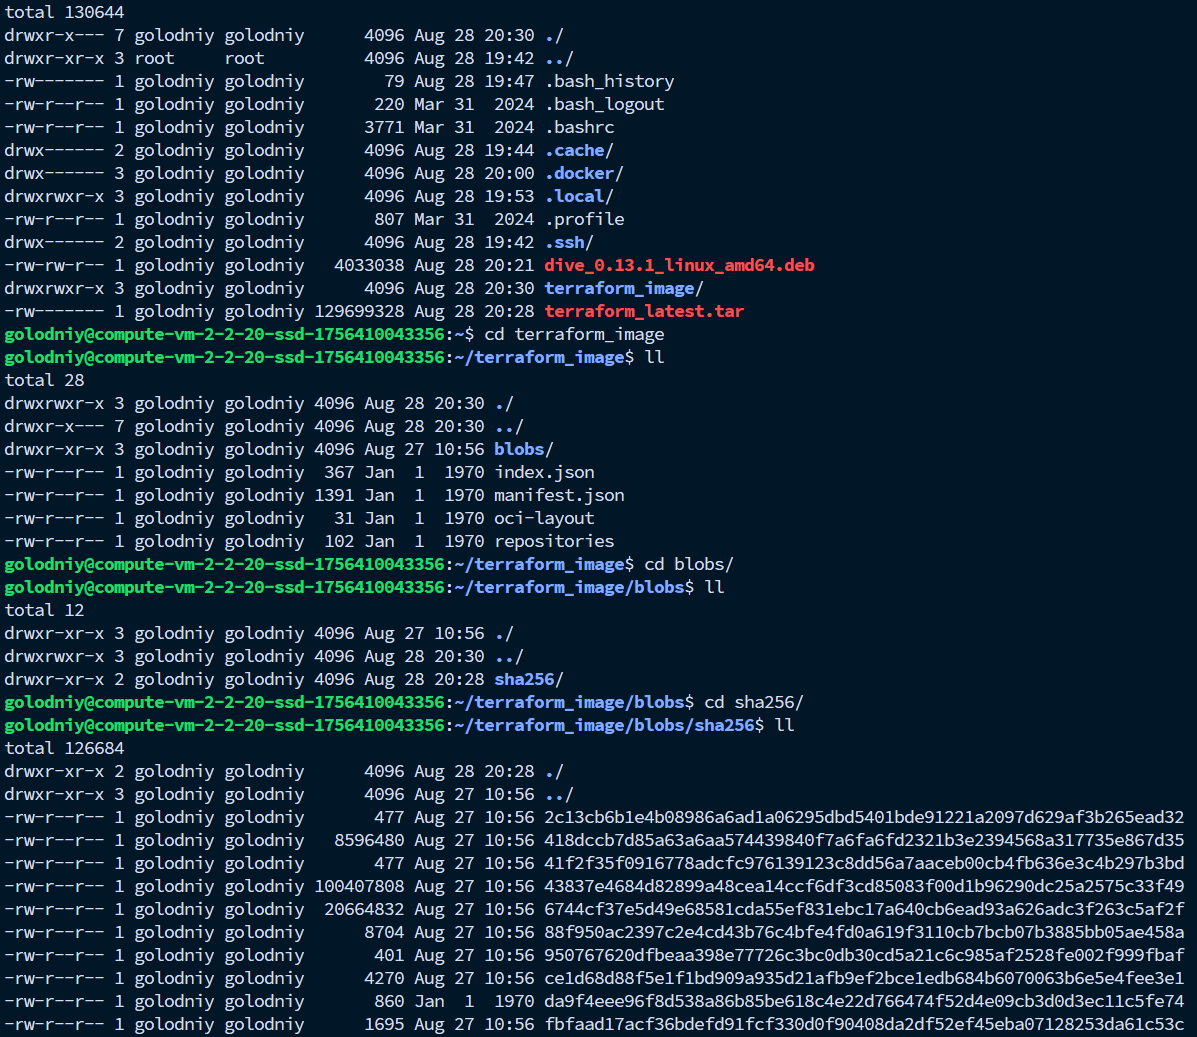 total 130644
drwxr-x--- 7 golodniy golodniy      4096 Aug 28 20:30 ./
drwxr-xr-x 3 root     root          4096 Aug 28 19:42 ../
-rw------- 1 golodniy golodniy        79 Aug 28 19:47 .bash_history
-rw-r--r-- 1 golodniy golodniy       220 Mar 31  2024 .bash_logout
-rw-r--r-- 1 golodniy golodniy      3771 Mar 31  2024 .bashrc
drwx------ 2 golodniy golodniy      4096 Aug 28 19:44 .cache/
drwx------ 3 golodniy golodniy      4096 Aug 28 20:00 .docker/
drwxrwxr-x 3 golodniy golodniy      4096 Aug 28 19:53 .local/
-rw-r--r-- 1 golodniy golodniy       807 Mar 31  2024 .profile
drwx------ 2 golodniy golodniy      4096 Aug 28 19:42 .ssh/
-rw-rw-r-- 1 golodniy golodniy   4033038 Aug 28 20:21 dive_0.13.1_linux_amd64.deb
drwxrwxr-x 3 golodniy golodniy      4096 Aug 28 20:30 terraform_image/
-rw------- 1 golodniy golodniy 129699328 Aug 28 20:28 terraform_latest.tar
golodniy@compute-vm-2-2-20-ssd-1756410043356:~$ cd terraform_image
golodniy@compute-vm-2-2-20-ssd-1756410043356:~/terraform_image$ ll
total 28
drwxrwxr-x 3 golodniy golodniy 4096 Aug 28 20:30 ./
drwxr-x--- 7 golodniy golodniy 4096 Aug 28 20:30 ../
drwxr-xr-x 3 golodniy golodniy 4096 Aug 27 10:56 blobs/
-rw-r--r-- 1 golodniy golodniy  367 Jan  1  1970 index.json
-rw-r--r-- 1 golodniy golodniy 1391 Jan  1  1970 manifest.json
-rw-r--r-- 1 golodniy golodniy   31 Jan  1  1970 oci-layout
-rw-r--r-- 1 golodniy golodniy  102 Jan  1  1970 repositories
golodniy@compute-vm-2-2-20-ssd-1756410043356:~/terraform_image$ cd blobs/
golodniy@compute-vm-2-2-20-ssd-1756410043356:~/terraform_image/blobs$ ll
total 12
drwxr-xr-x 3 golodniy golodniy 4096 Aug 27 10:56 ./
drwxrwxr-x 3 golodniy golodniy 4096 Aug 28 20:30 ../
drwxr-xr-x 2 golodniy golodniy 4096 Aug 28 20:28 sha256/
golodniy@compute-vm-2-2-20-ssd-1756410043356:~/terraform_image/blobs$ cd sha256/
golodniy@compute-vm-2-2-20-ssd-1756410043356:~/terraform_image/blobs/sha256$ ll
total 126684
drwxr-xr-x 2 golodniy golodniy      4096 Aug 28 20:28 ./
drwxr-xr-x 3 golodniy golodniy      4096 Aug 27 10:56 ../
-rw-r--r-- 1 golodniy golodniy       477 Aug 27 10:56 2c13cb6b1e4b08986a6ad1a06295dbd5401bde91221a2097d629af3b265ead32
-rw-r--r-- 1 golodniy golodniy   8596480 Aug 27 10:56 418dccb7d85a63a6aa574439840f7a6fa6fd2321b3e2394568a317735e867d35
-rw-r--r-- 1 golodniy golodniy       477 Aug 27 10:56 41f2f35f0916778adcfc976139123c8dd56a7aaceb00cb4fb636e3c4b297b3bd
-rw-r--r-- 1 golodniy golodniy 100407808 Aug 27 10:56 43837e4684d82899a48cea14ccf6df3cd85083f00d1b96290dc25a2575c33f49
-rw-r--r-- 1 golodniy golodniy  20664832 Aug 27 10:56 6744cf37e5d49e68581cda55ef831ebc17a640cb6ead93a626adc3f263c5af2f
-rw-r--r-- 1 golodniy golodniy      8704 Aug 27 10:56 88f950ac2397c2e4cd43b76c4bfe4fd0a619f3110cb7bcb07b3885bb05ae458a
-rw-r--r-- 1 golodniy golodniy       401 Aug 27 10:56 950767620dfbeaa398e77726c3bc0db30cd5a21c6c985af2528fe002f999fbaf
-rw-r--r-- 1 golodniy golodniy      4270 Aug 27 10:56 ce1d68d88f5e1f1bd909a935d21afb9ef2bce1edb684b6070063b6e5e4fee3e1
-rw-r--r-- 1 golodniy golodniy       860 Jan  1  1970 da9f4eee96f8d538a86b85be618c4e22d766474f52d4e09cb3d0d3ec11c5fe74
-rw-r--r-- 1 golodniy golodniy      1695 Aug 27 10:56 fbfaad17acf36bdefd91fcf330d0f90408da2df52ef45eba07128253da61c53c